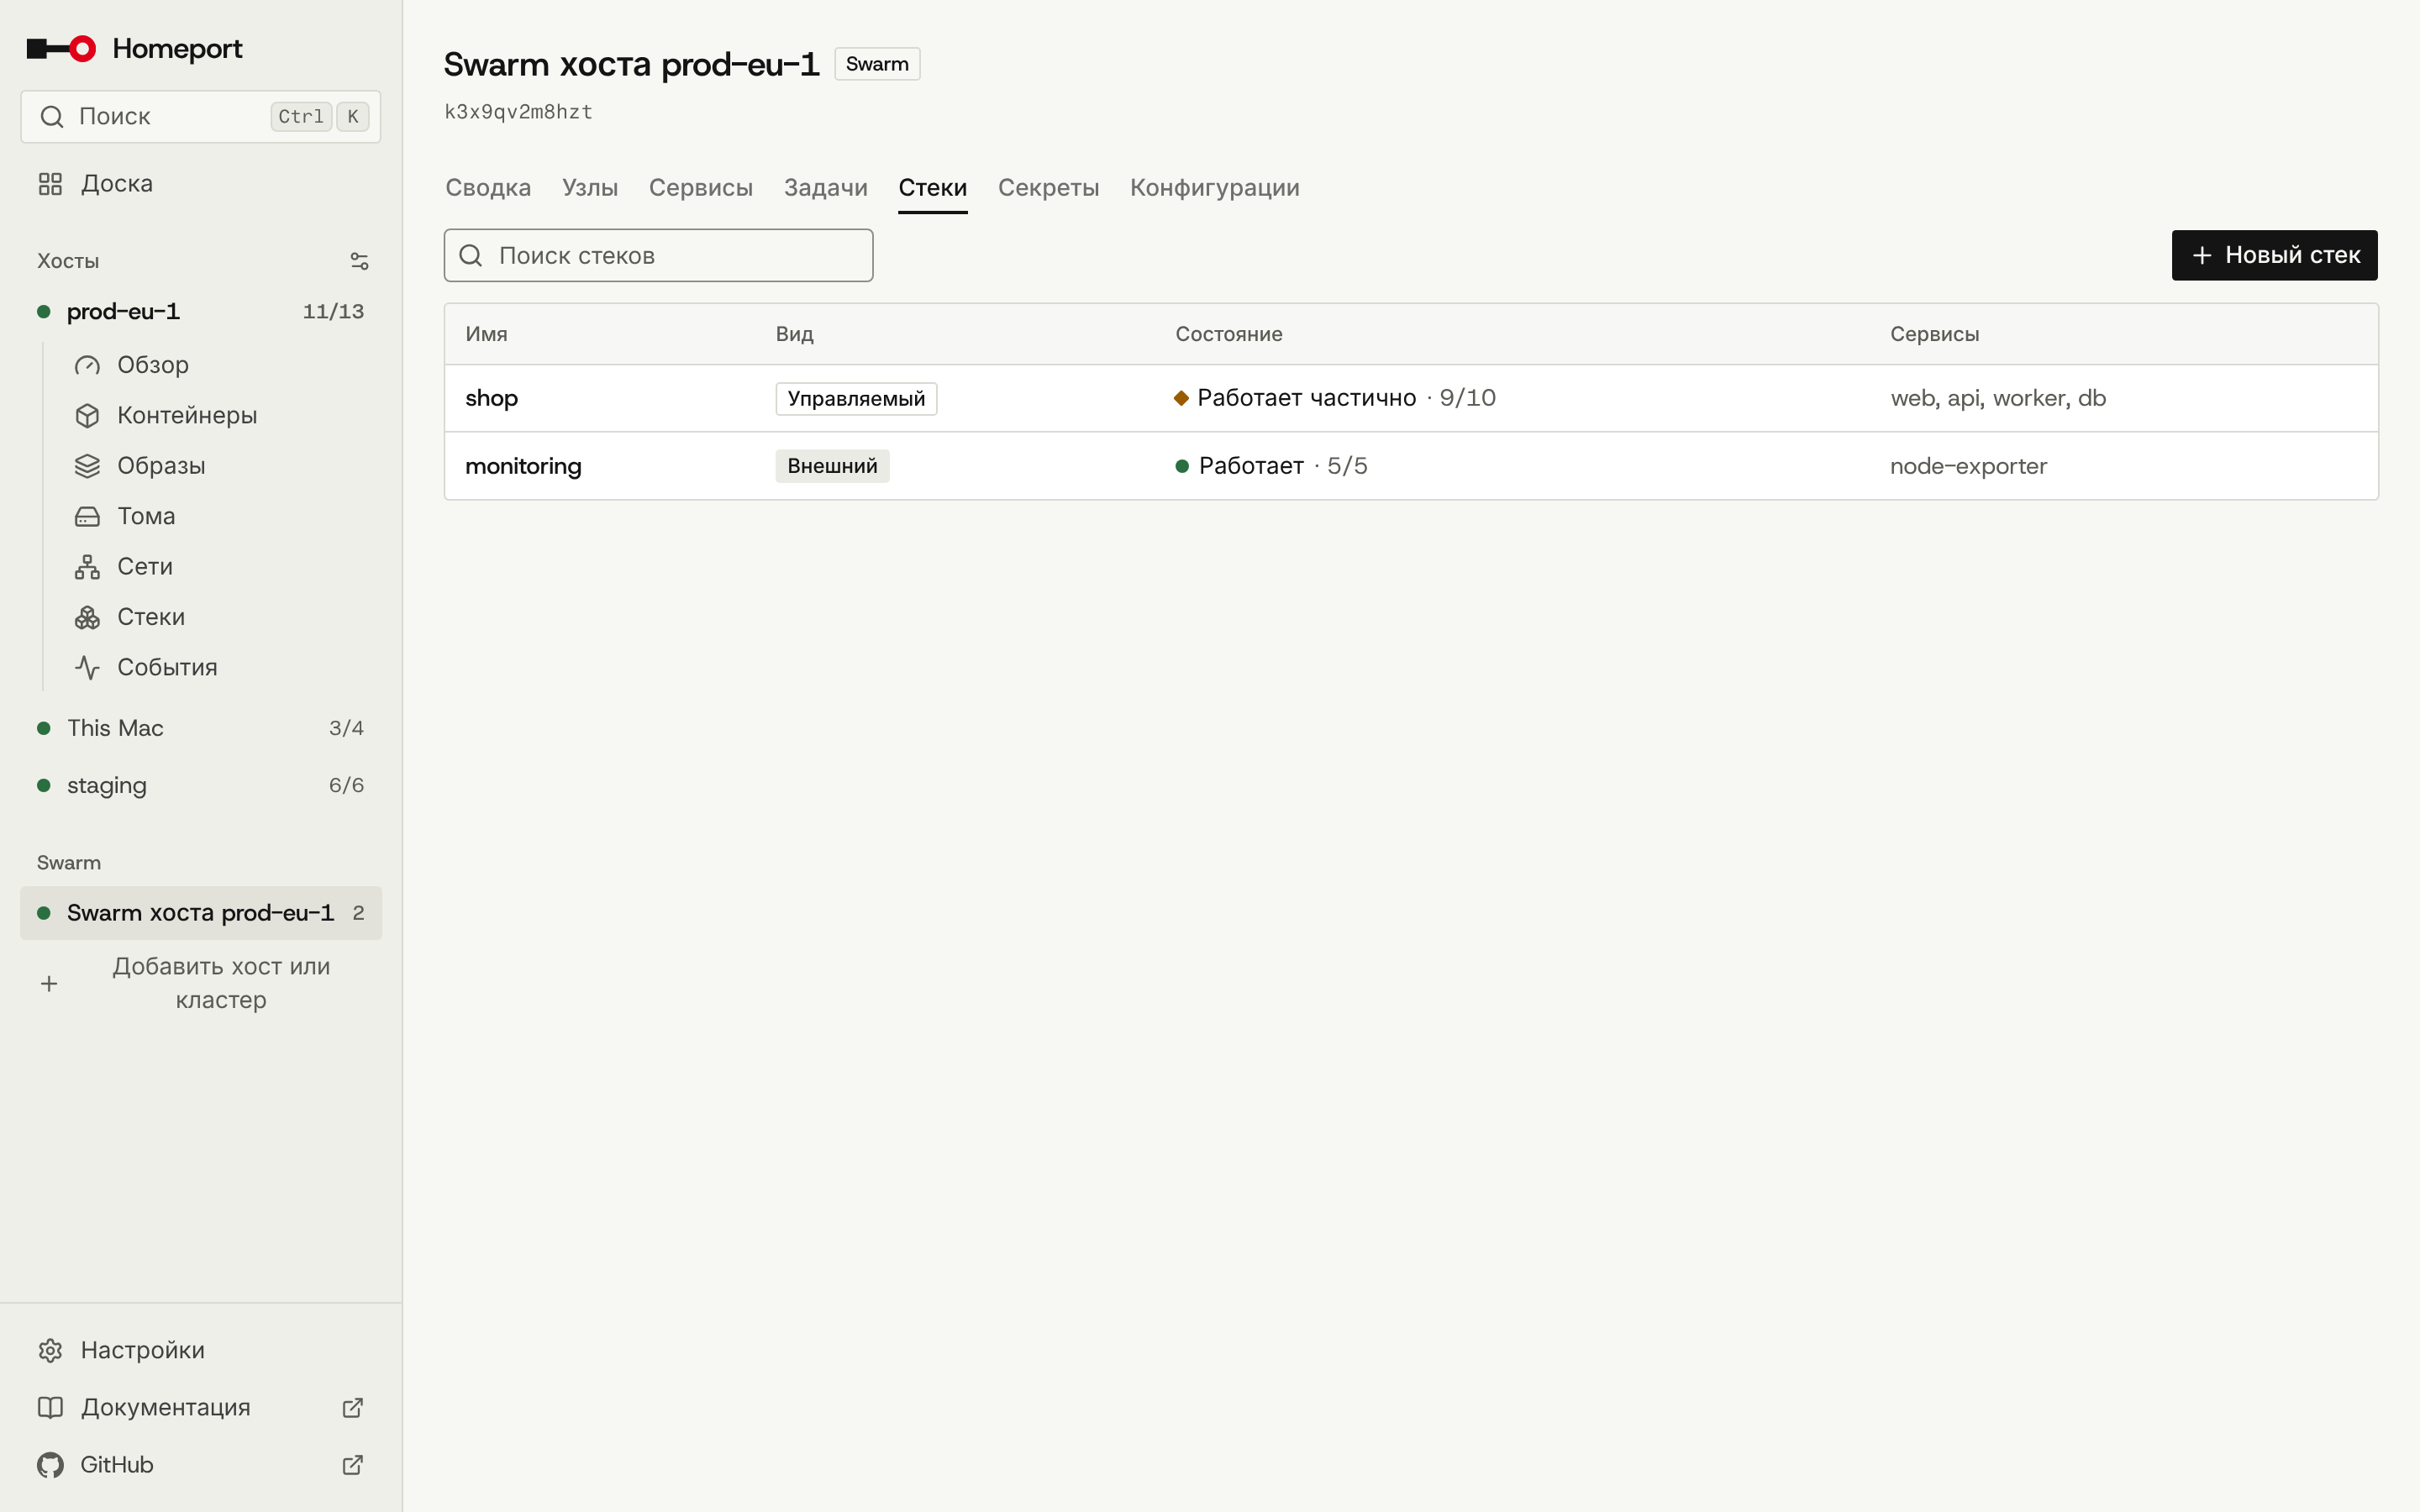 Homeport
Поиск Ctrl K
Доска
Хосты
prod-eu-1 11/13
Обзор
Контейнеры
Образы
Тома
Сети
Стеки
События
This Mac 3/4
staging 6/6
Swarm
Swarm хоста prod-eu-1 2
Добавить хост или
кластер
Настройки
Документация
GitHub
Swarm хоста prod-eu-1 Swarm
k3x9qv2m8hzt
Сводка Узлы Сервисы Задачи Стеки Секреты Конфигурации
Поиск стеков
Новый стек
Имя Вид Состояние Сервисы
shop Управляемый Работает частично · 9/10 web, api, worker, db
monitoring Внешний Работает · 5/5 node-exporter